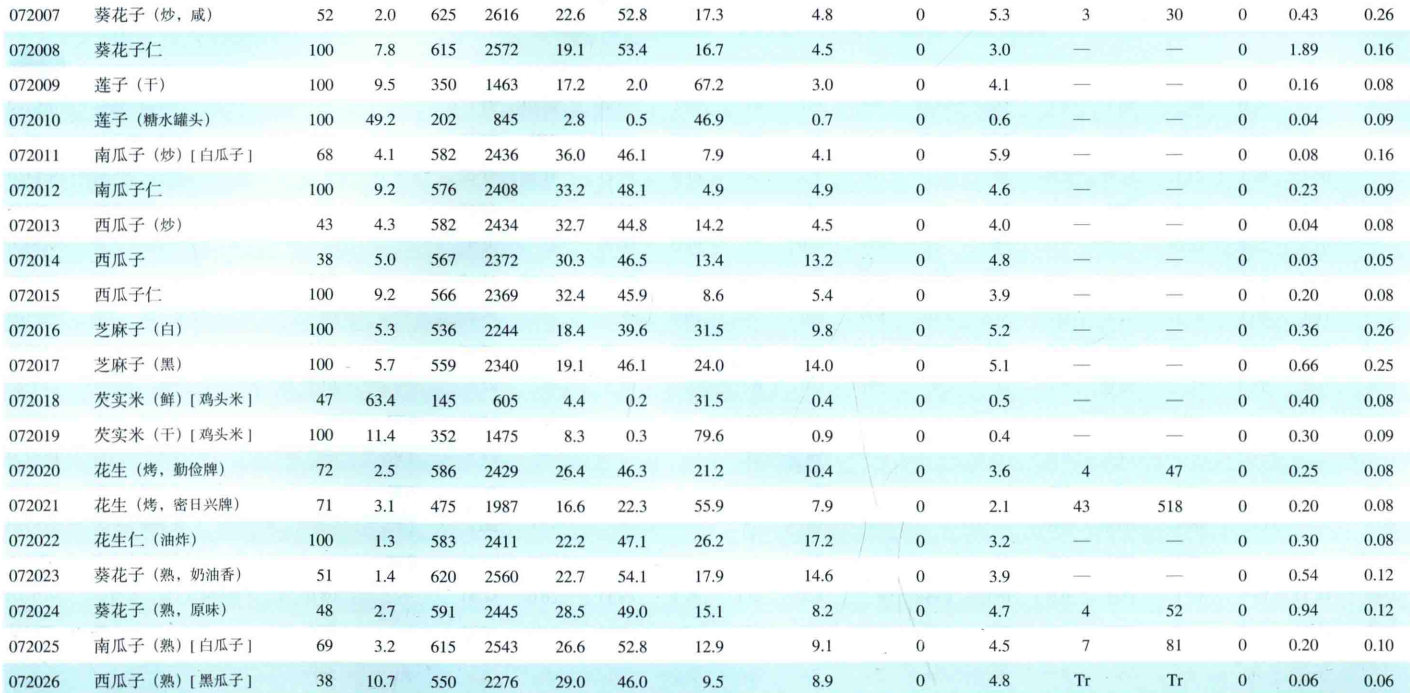 072007 葵花子（炒，咸） 52 2.0 625 2616 22.6 52.8 17.3 4.8 0 5.3 3 30 0 0.43 0.26
072008 葵花子仁 100 7.8 615 2572 19.1 53.4 16.7 4.5 0 3.0 — — 0 1.89 0.16
072009 莲子（干） 100 9.5 350 1463 17.2 2.0 67.2 3.0 0 4.1 — — 0 0.16 0.08
072010 莲子（糖水罐头） 100 49.2 202 845 2.8 0.5 46.9 0.7 0 0.6 — — 0 0.04 0.09
072011 南瓜子（炒）[白瓜子] 68 4.1 582 2436 36.0 46.1 7.9 4.1 0 5.9 — — 0 0.08 0.16
072012 南瓜子仁 100 9.2 576 2408 33.2 48.1 4.9 4.9 0 4.6 — — 0 0.23 0.09
072013 西瓜子（炒） 43 4.3 582 2434 32.7 44.8 14.2 4.5 0 4.0 — — 0 0.04 0.08
072014 西瓜子 38 5.0 567 2372 30.3 46.5 13.4 13.2 0 4.8 — — 0 0.03 0.05
072015 西瓜子仁 100 9.2 566 2369 32.4 45.9 8.6 5.4 0 3.9 — — 0 0.20 0.08
072016 芝麻子（白） 100 5.3 536 2244 18.4 39.6 31.5 9.8 0 5.2 — — 0 0.36 0.26
072017 芝麻子（黑） 100 5.7 559 2340 19.1 46.1 24.0 14.0 0 5.1 — — 0 0.66 0.25
072018 芡实米（鲜）[鸡头米] 47 63.4 145 605 4.4 0.2 31.5 0.4 0 0.5 — — 0 0.40 0.08
072019 芡实米（干）[鸡头米] 100 11.4 352 1475 8.3 0.3 79.6 0.9 0 0.4 — — 0 0.30 0.09
072020 花生（烤，勤俭牌） 72 2.5 586 2429 26.4 46.3 21.2 10.4 0 3.6 4 47 0 0.25 0.08
072021 花生（烤，密日兴牌） 71 3.1 475 1987 16.6 22.3 55.9 7.9 0 2.1 43 518 0 0.20 0.08
072022 花生仁（油炸） 100 1.3 583 2411 22.2 47.1 26.2 17.2 0 3.2 — — 0 0.30 0.08
072023 葵花子（熟，奶油香） 51 1.4 620 2560 22.7 54.1 17.9 14.6 0 3.9 — — 0 0.54 0.12
072024 葵花子（熟，原味） 48 2.7 591 2445 28.5 49.0 15.1 8.2 0 4.7 4 52 0 0.94 0.12
072025 南瓜子（熟）[白瓜子] 69 3.2 615 2543 26.6 52.8 12.9 9.1 0 4.5 7 81 0 0.20 0.10
072026 西瓜子（熟）[黑瓜子] 38 10.7 550 2276 29.0 46.0 9.5 8.9 0 4.8 Tr Tr 0 0.06 0.06